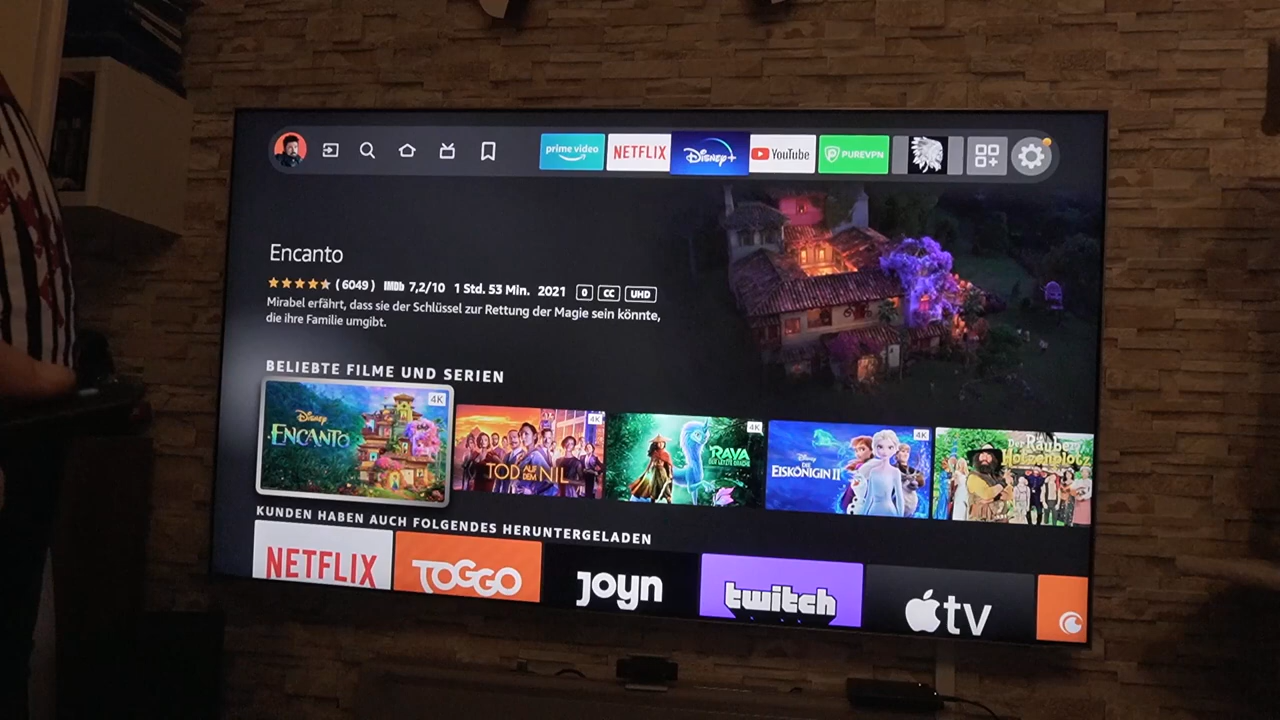 prime video
NETFLIX
Disney+
YouTube
PUREVPN
Encanto
(6049) IMDb 7,2/10 1 Std. 53 Min. 2021 0 CC UHD
Mirabel erfährt, dass sie der Schlüssel zur Rettung der Magie sein könnte,
die ihre Familie umgibt.
BELIEBTE FILME UND SERIEN
4K
Disney
ENCANTO
4K
TOD AUF DEM NIL
4K
RAYA
DER LETZTE DRACHE
4K
DIE
EISKÖNIGIN II
Der Räuber
Hotzenplotz
KUNDEN HABEN AUCH FOLGENDES HERUNTERGELADEN
NETFLIX
TOGGO
joyn
twitch
tv